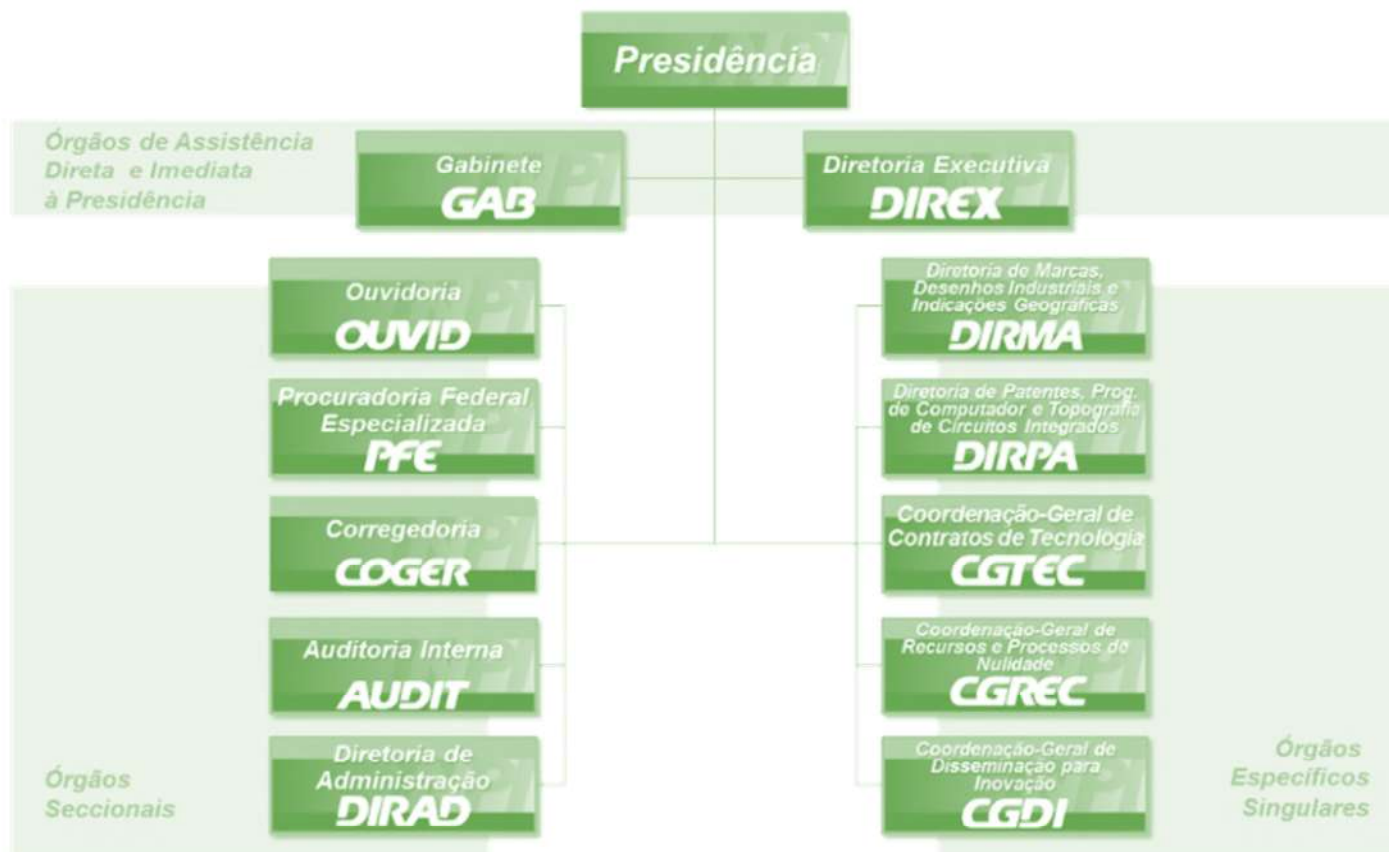 Presidência
Órgãos de Assistência
Direta e Imediata
à Presidência
Gabinete
GAB
Diretoria Executiva
DIREX
Ouvidoria
OUVID
Procuradoria Federal
Especializada
PFE
Corregedoria
COGER
Auditoria Interna
AUDIT
Diretoria de
Administração
DIRAD
Órgãos
Seccionais
Diretoria de Marcas,
Desenhos Industriais e
Indicações Geográficas
DIRMA
Diretoria de Patentes, Prog.
de Computador e Topografia
de Circuitos Integrados
DIRPA
Coordenação-Geral de
Contratos de Tecnologia
CGTEC
Coordenação-Geral de
Recursos e Processos de
Nulidade
CGREC
Coordenação-Geral de
Disseminação para
Inovação
CGDI
Órgãos
Específicos
Singulares